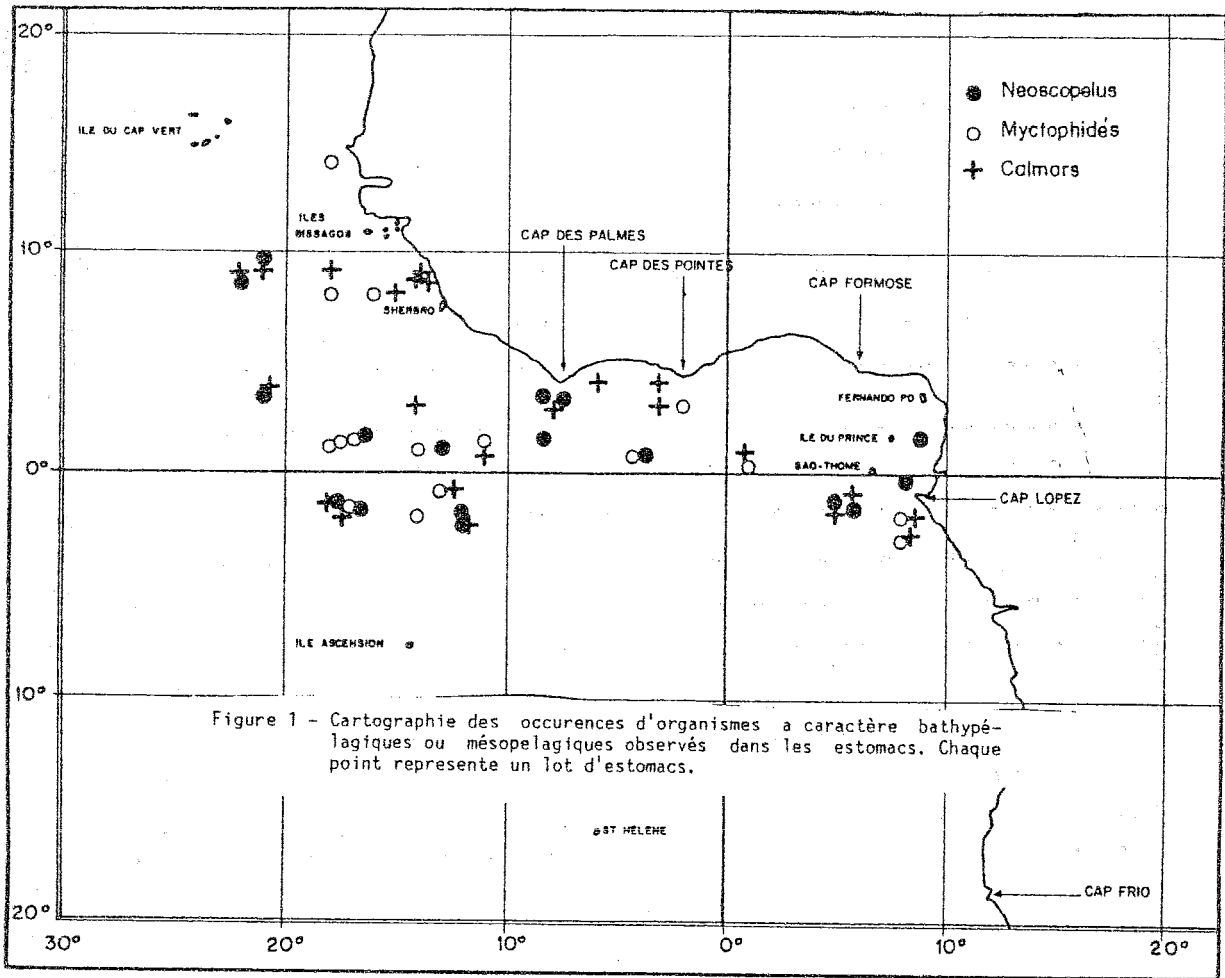 20°
Neoscopelus
Myctophidés
Calmars
ILE DU CAP VERT
ILES
BISSAGOS
10°
CAP DES PALMES
CAP DES POINTES
CAP FORMOSE
SHERBRO
FERNANDO PO
ILE DU PRINCE
SAO-THOME
0°
CAP LOPEZ
ILE ASCENSION
10°
Figure 1 - Cartographie des occurences d'organismes a caractère bathypé-
lagiques ou mésopelagiques observés dans les estomacs. Chaque
point represente un lot d'estomacs.
ST HELENE
CAP FRIO
20°
30°
20°
10°
0°
10°
20°